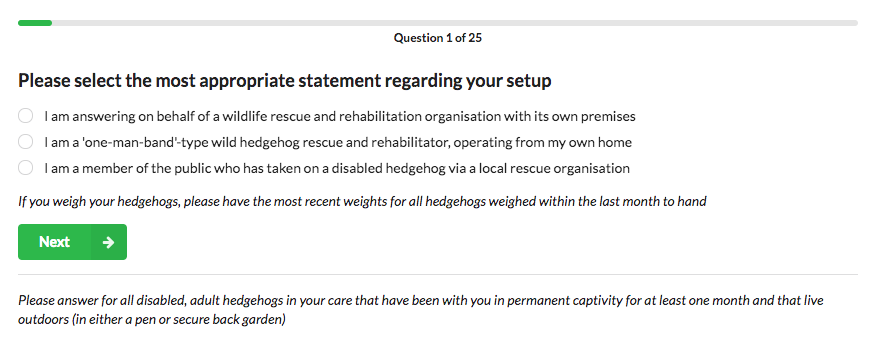 Question 1 of 25
Please select the most appropriate statement regarding your setup
I am answering on behalf of a wildlife rescue and rehabilitation organisation with its own premises
I am a 'one-man-band'-type wild hedgehog rescue and rehabilitator, operating from my own home
I am a member of the public who has taken on a disabled hedgehog via a local rescue organisation
If you weigh your hedgehogs, please have the most recent weights for all hedgehogs weighed within the last month to hand
Next
Please answer for all disabled, adult hedgehogs in your care that have been with you in permanent captivity for at least one month and that live
outdoors (in either a pen or secure back garden)